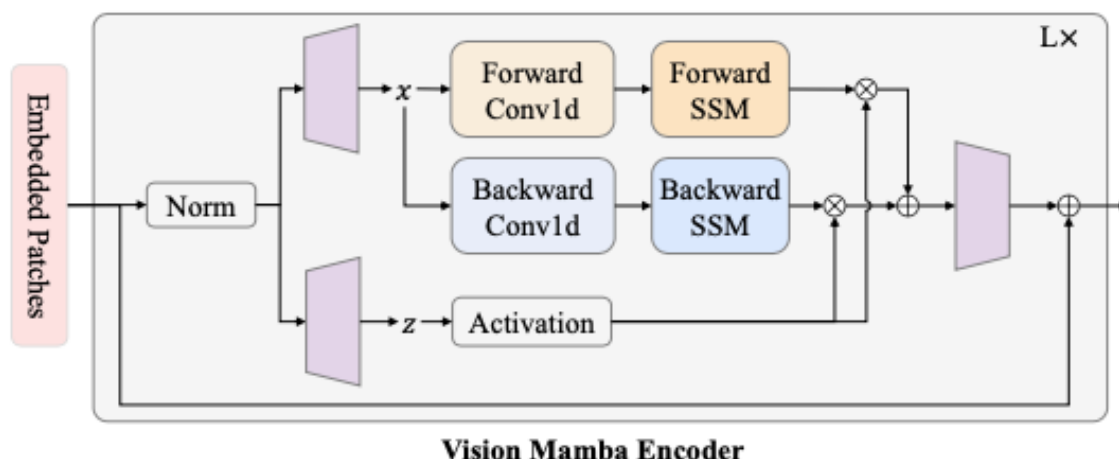 L×
Embedded Patches
Norm
x
Forward
Conv1d
Forward
SSM
Backward
Conv1d
Backward
SSM
z
Activation
Vision Mamba Encoder